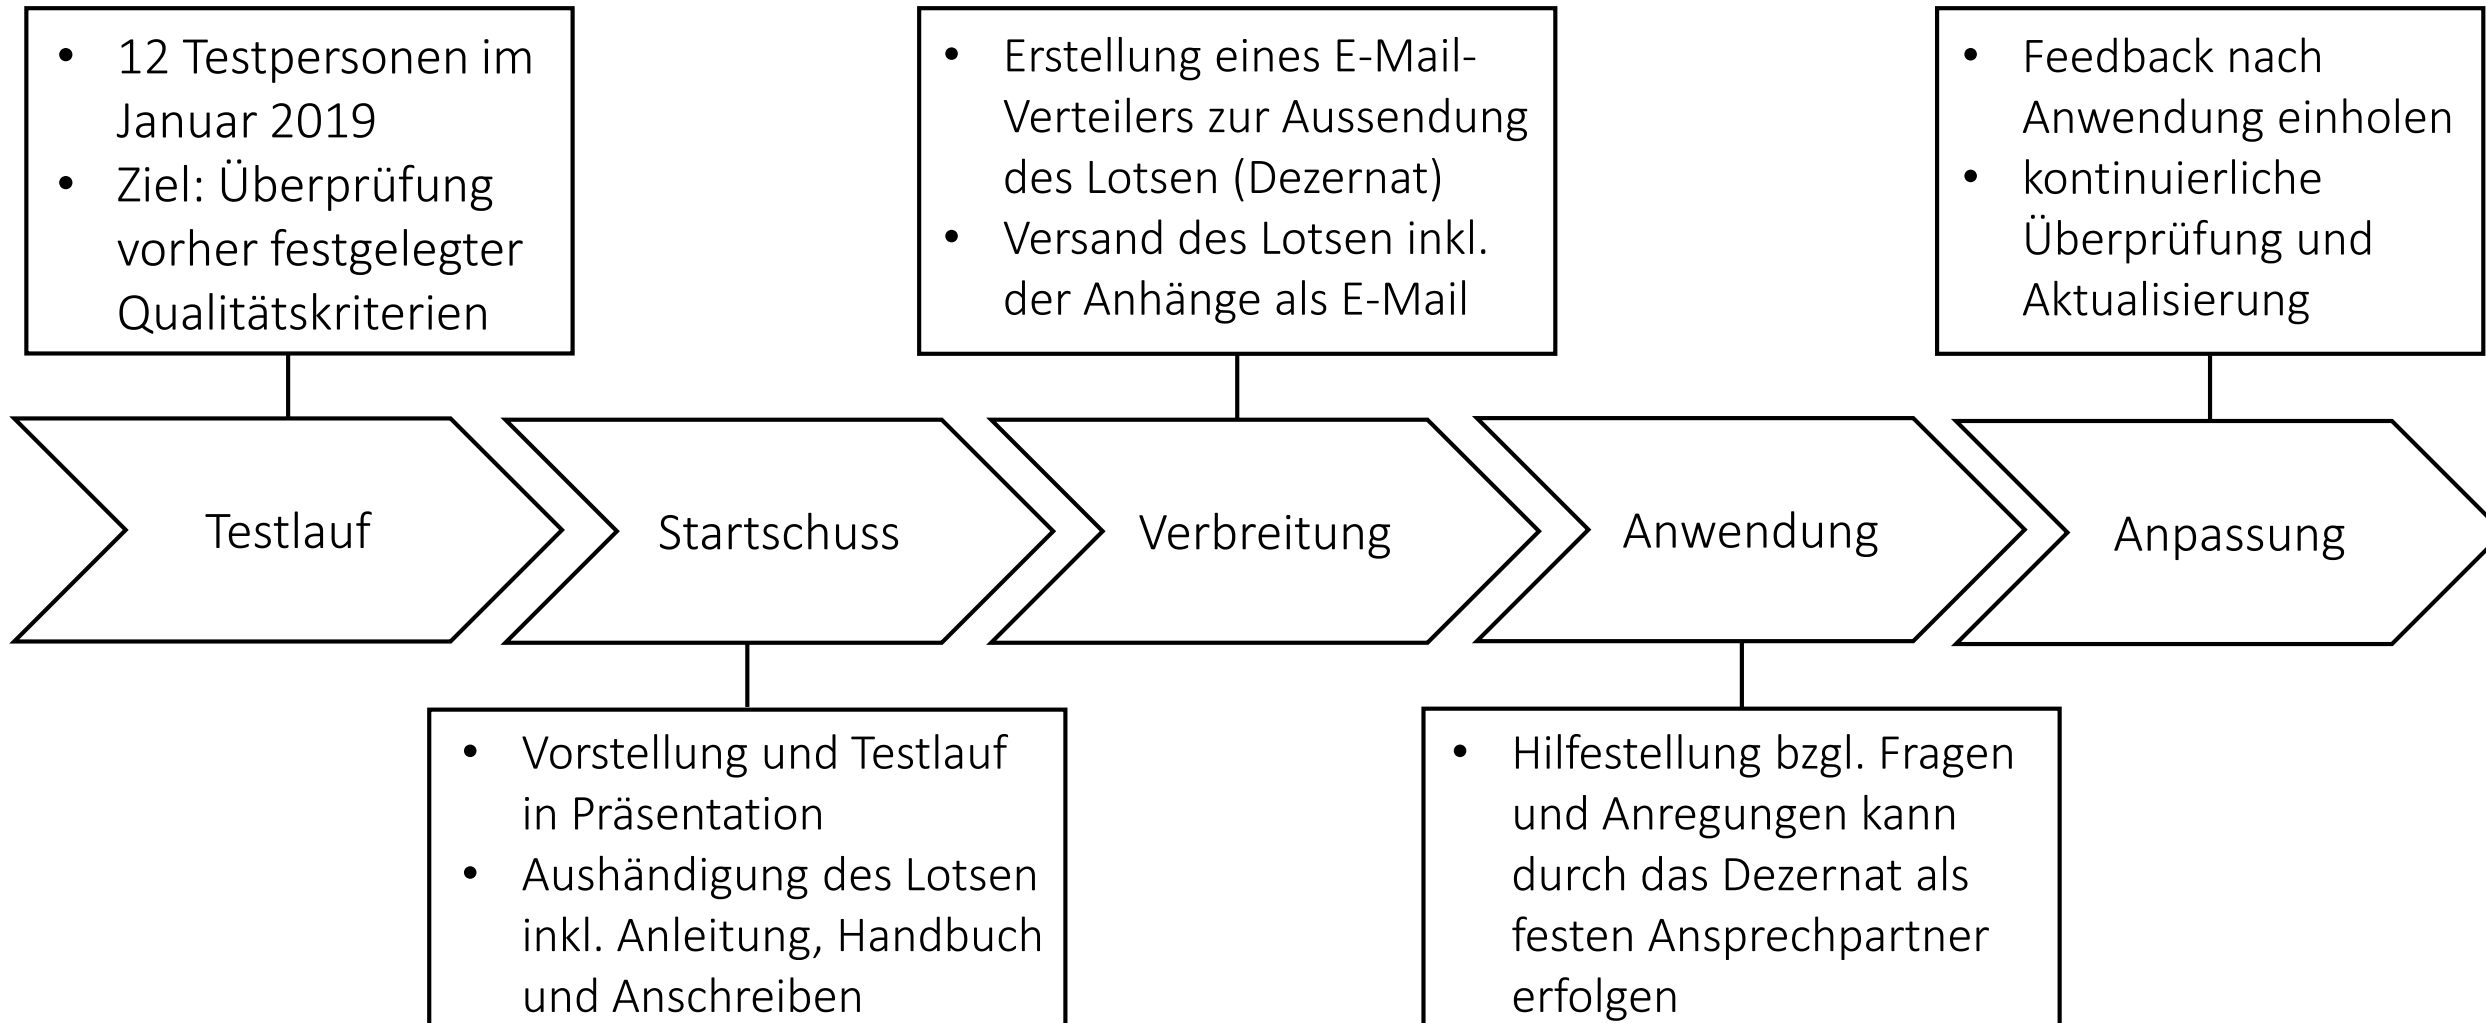 • 12 Testpersonen im
Januar 2019
• Ziel: Überprüfung
vorher festgelegter
Qualitätskriterien
• Erstellung eines E-Mail-
Verteilers zur Aussendung
des Lotsen (Dezernat)
• Versand des Lotsen inkl.
der Anhänge als E-Mail
• Feedback nach
Anwendung einholen
• kontinuierliche
Überprüfung und
Aktualisierung
Testlauf
Startschuss
Verbreitung
Anwendung
Anpassung
• Vorstellung und Testlauf
in Präsentation
• Aushändigung des Lotsen
inkl. Anleitung, Handbuch
und Anschreiben
• Hilfestellung bzgl. Fragen
und Anregungen kann
durch das Dezernat als
festen Ansprechpartner
erfolgen